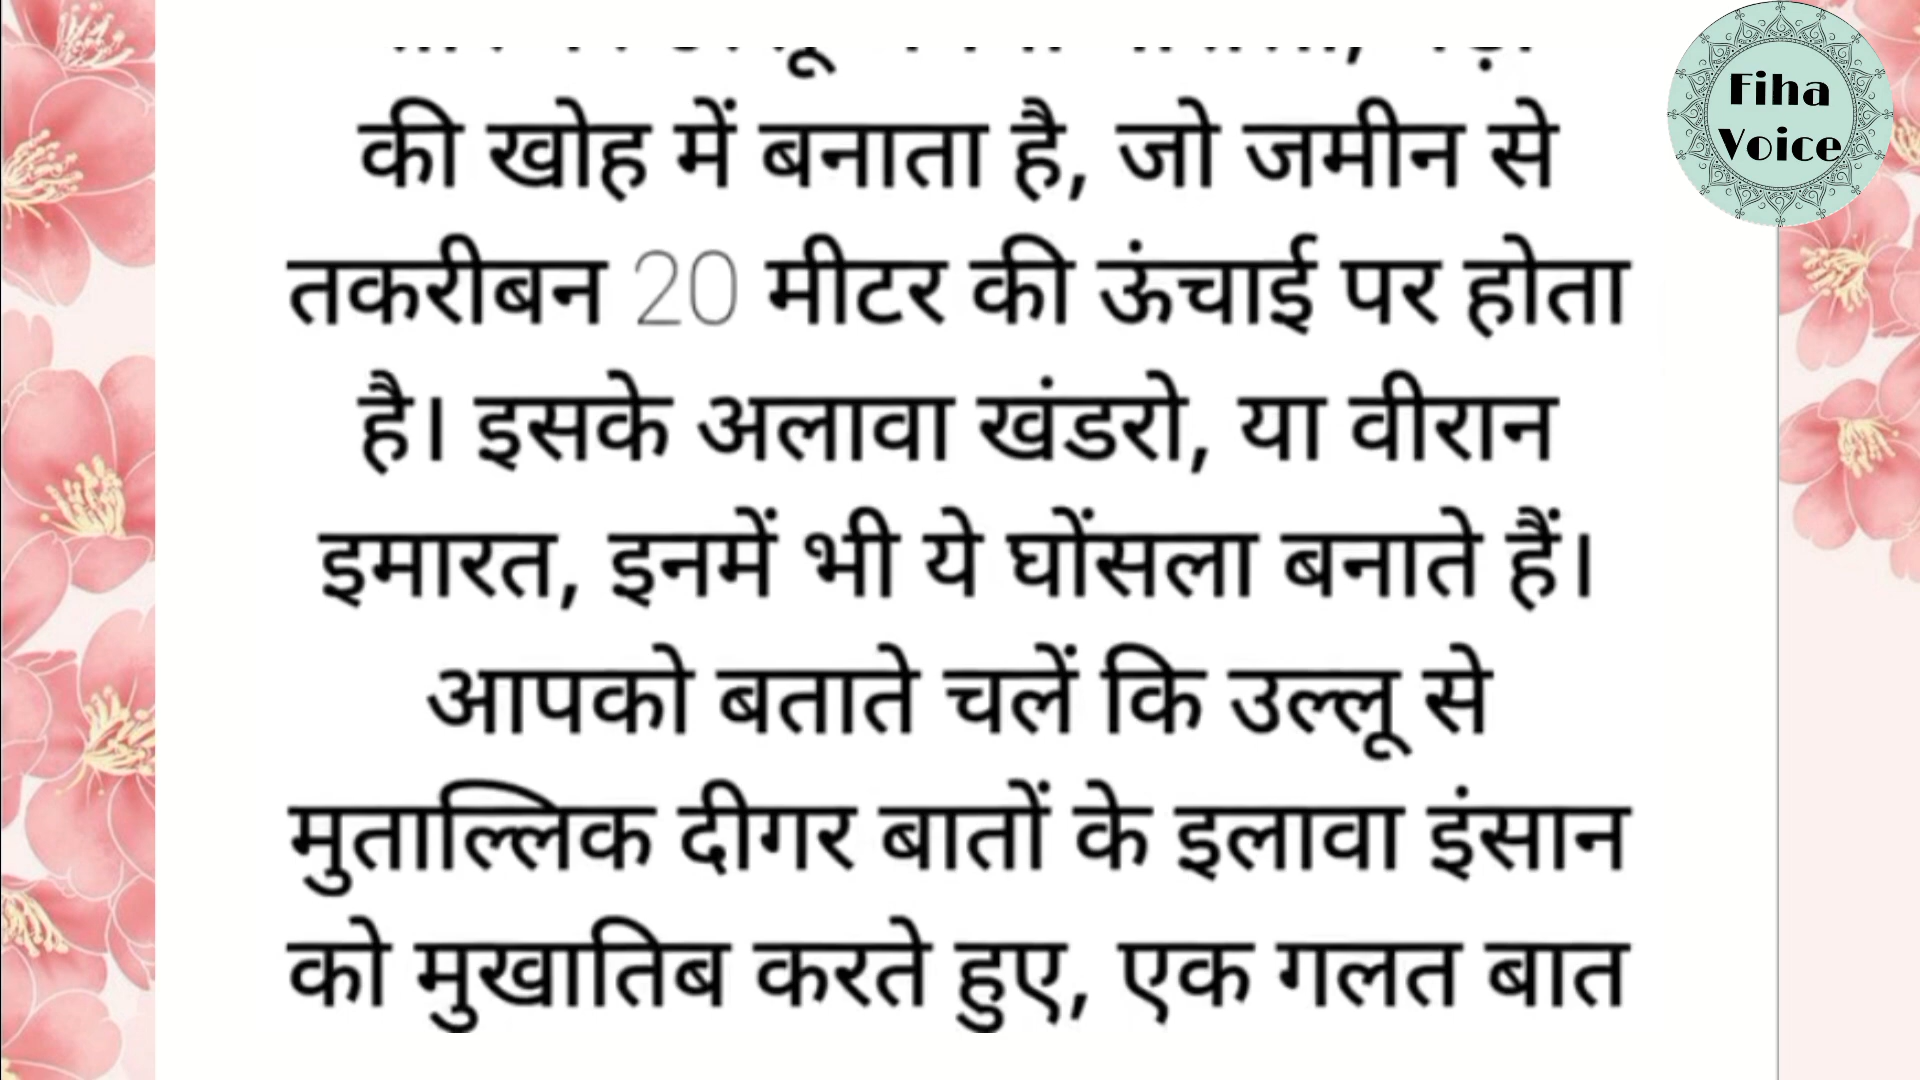 की खोह में बनाता है, जो जमीन से
तकरीबन 20 मीटर की ऊंचाई पर होता
है। इसके अलावा खंडरो, या वीरान
इमारत, इनमें भी ये घोंसला बनाते हैं।
आपको बताते चलें कि उल्लू से
मुताल्लिक दीगर बातों के इलावा इंसान
को मुखातिब करते हुए, एक गलत बात
Fiha
Voice